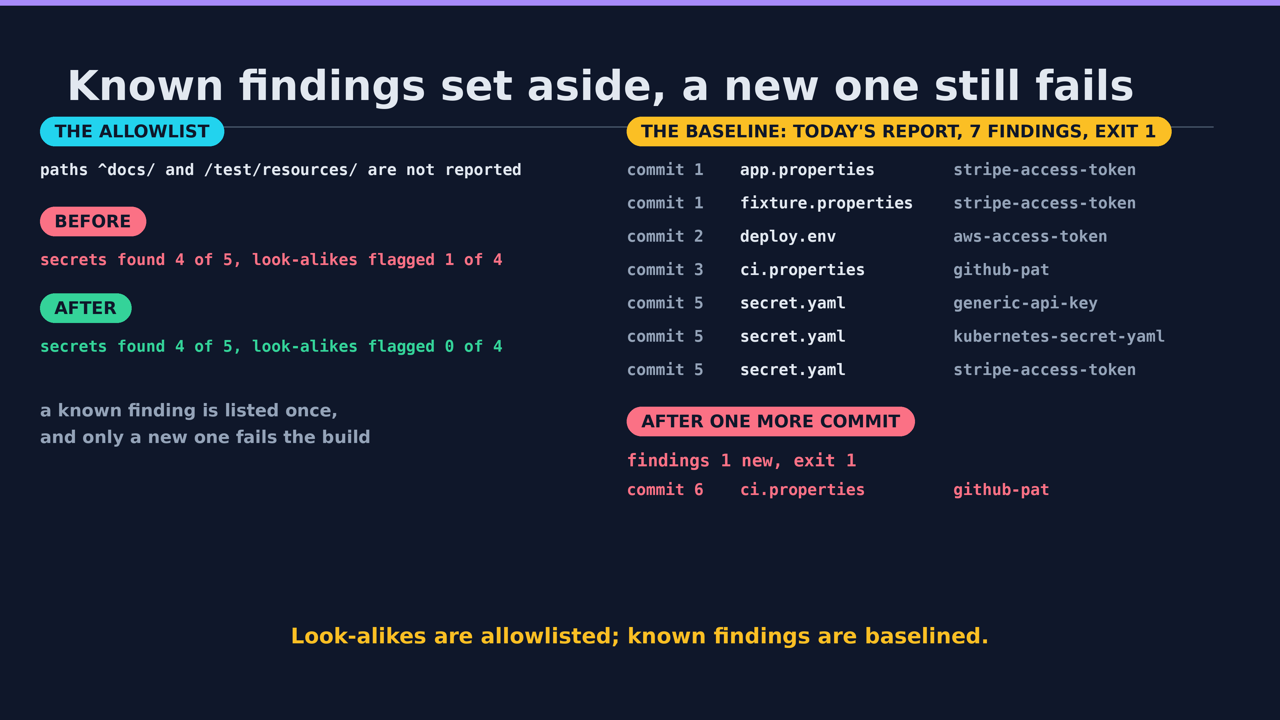 Known findings set aside, a new one still fails
THE ALLOWLIST
paths ^docs/ and /test/resources/ are not reported
BEFORE
secrets found 4 of 5, look-alikes flagged 1 of 4
AFTER
secrets found 4 of 5, look-alikes flagged 0 of 4
a known finding is listed once,
and only a new one fails the build
THE BASELINE: TODAY'S REPORT, 7 FINDINGS, EXIT 1
commit 1 app.properties stripe-access-token
commit 1 fixture.properties stripe-access-token
commit 2 deploy.env aws-access-token
commit 3 ci.properties github-pat
commit 5 secret.yaml generic-api-key
commit 5 secret.yaml kubernetes-secret-yaml
commit 5 secret.yaml stripe-access-token
AFTER ONE MORE COMMIT
findings 1 new, exit 1
commit 6 ci.properties github-pat
Look-alikes are allowlisted; known findings are baselined.